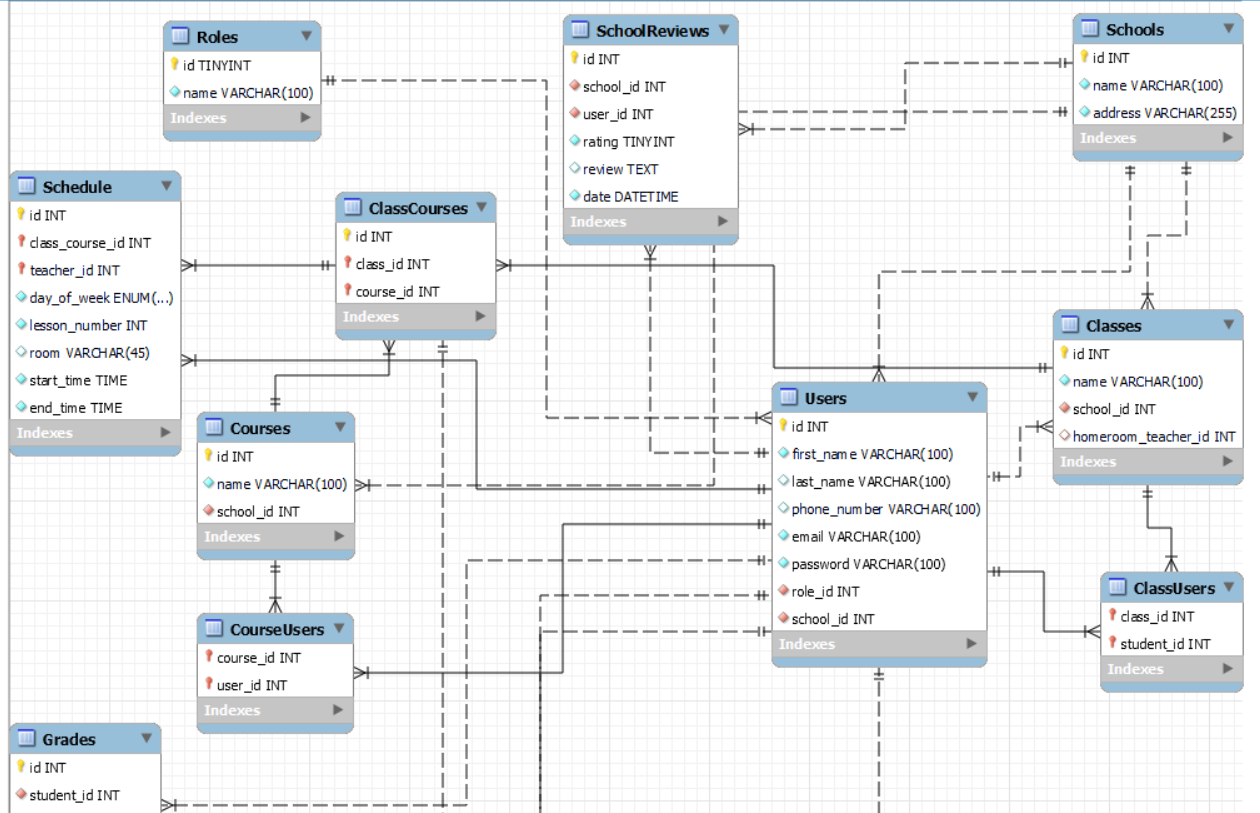 Roles
id TINYINT
name VARCHAR(100)
Indexes
SchoolReviews
id INT
school_id INT
user_id INT
rating TINYINT
review TEXT
date DATETIME
Indexes
Schools
id INT
name VARCHAR(100)
address VARCHAR(255)
Indexes
Schedule
id INT
class_course_id INT
teacher_id INT
day_of_week ENUM(...)
lesson_number INT
room VARCHAR(45)
start_time TIME
end_time TIME
Indexes
ClassCourses
id INT
class_id INT
course_id INT
Indexes
Classes
id INT
name VARCHAR(100)
school_id INT
homeroom_teacher_id INT
Indexes
Users
id INT
first_name VARCHAR(100)
last_name VARCHAR(100)
phone_number VARCHAR(100)
email VARCHAR(100)
password VARCHAR(100)
role_id INT
school_id INT
Indexes
Courses
id INT
name VARCHAR(100)
school_id INT
Indexes
ClassUsers
class_id INT
student_id INT
Indexes
CourseUsers
course_id INT
user_id INT
Indexes
Grades
id INT
student_id INT